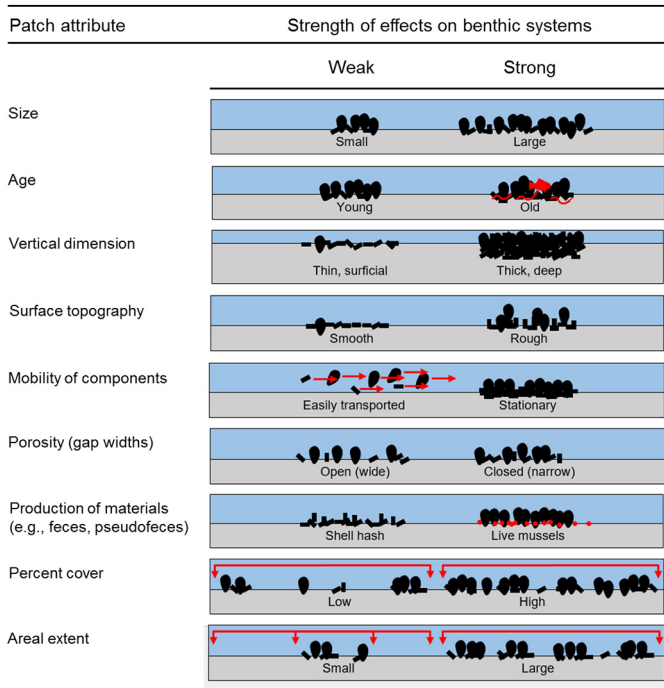 Patch attribute Strength of effects on benthic systems
Weak Strong
Size
Small Large
Age
Young Old
Vertical dimension
Thin, surficial Thick, deep
Surface topography
Smooth Rough
Mobility of components
Easily transported Stationary
Porosity (gap widths)
Open (wide) Closed (narrow)
Production of materials
(e.g., feces, pseudofeces)
Shell hash Live mussels
Percent cover
Low High
Areal extent
Small Large